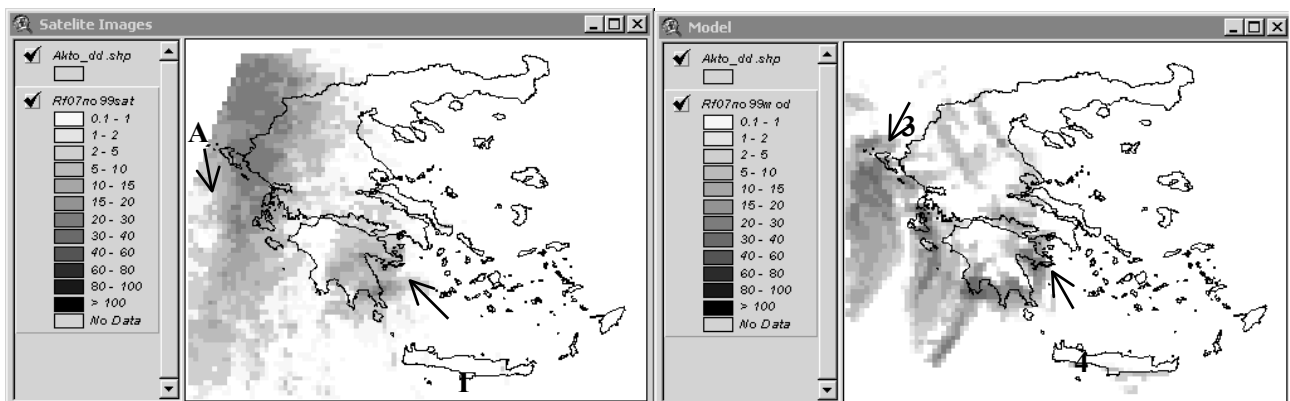 Satelite Images
Akto_dd.shp
Rf07no99sat
0.1 - 1
1 - 2
2 - 5
5 - 10
10 - 15
15 - 20
20 - 30
30 - 40
40 - 60
60 - 80
80 - 100
> 100
No Data
A
1
Model
Akto_dd.shp
Rf07no99mod
0.1 - 1
1 - 2
2 - 5
5 - 10
10 - 15
15 - 20
20 - 30
30 - 40
40 - 60
60 - 80
80 - 100
> 100
No Data
3
4